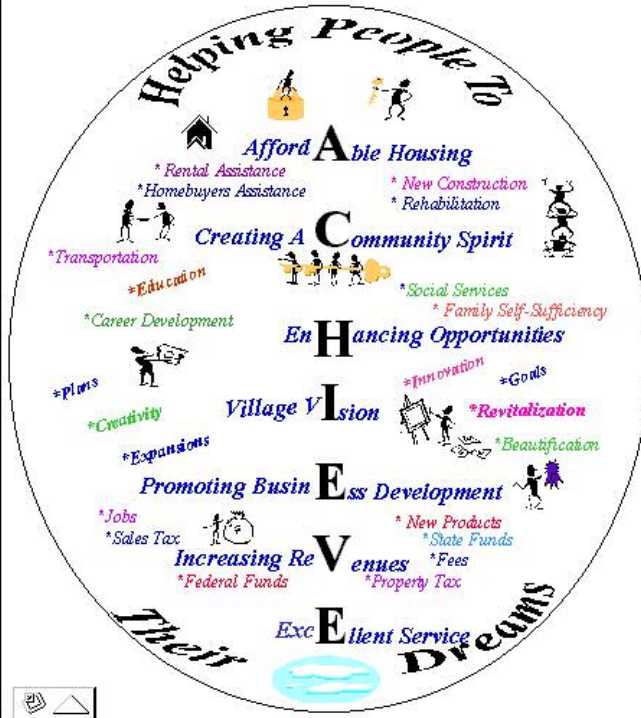 Helping People To
AffordAble Housing
* Rental Assistance
*Homebuyers Assistance
* New Construction
* Rehabilitation
Creating A Community Spirit
*Transportation
*Education
*Career Development
*Social Services
* Family Self-Sufficiency
EnHancing Opportunities
*Innovation
*Goals
*Plans
Village VIsion
*Creativity
*Revitalization
*Expansions
*Beautification
Promoting BusinEss Development
*Jobs
*Sales Tax
* New Products
*State Funds
*Fees
Increasing ReVenues
*Federal Funds
*Property Tax
ExcEllent Service
Their Dreams